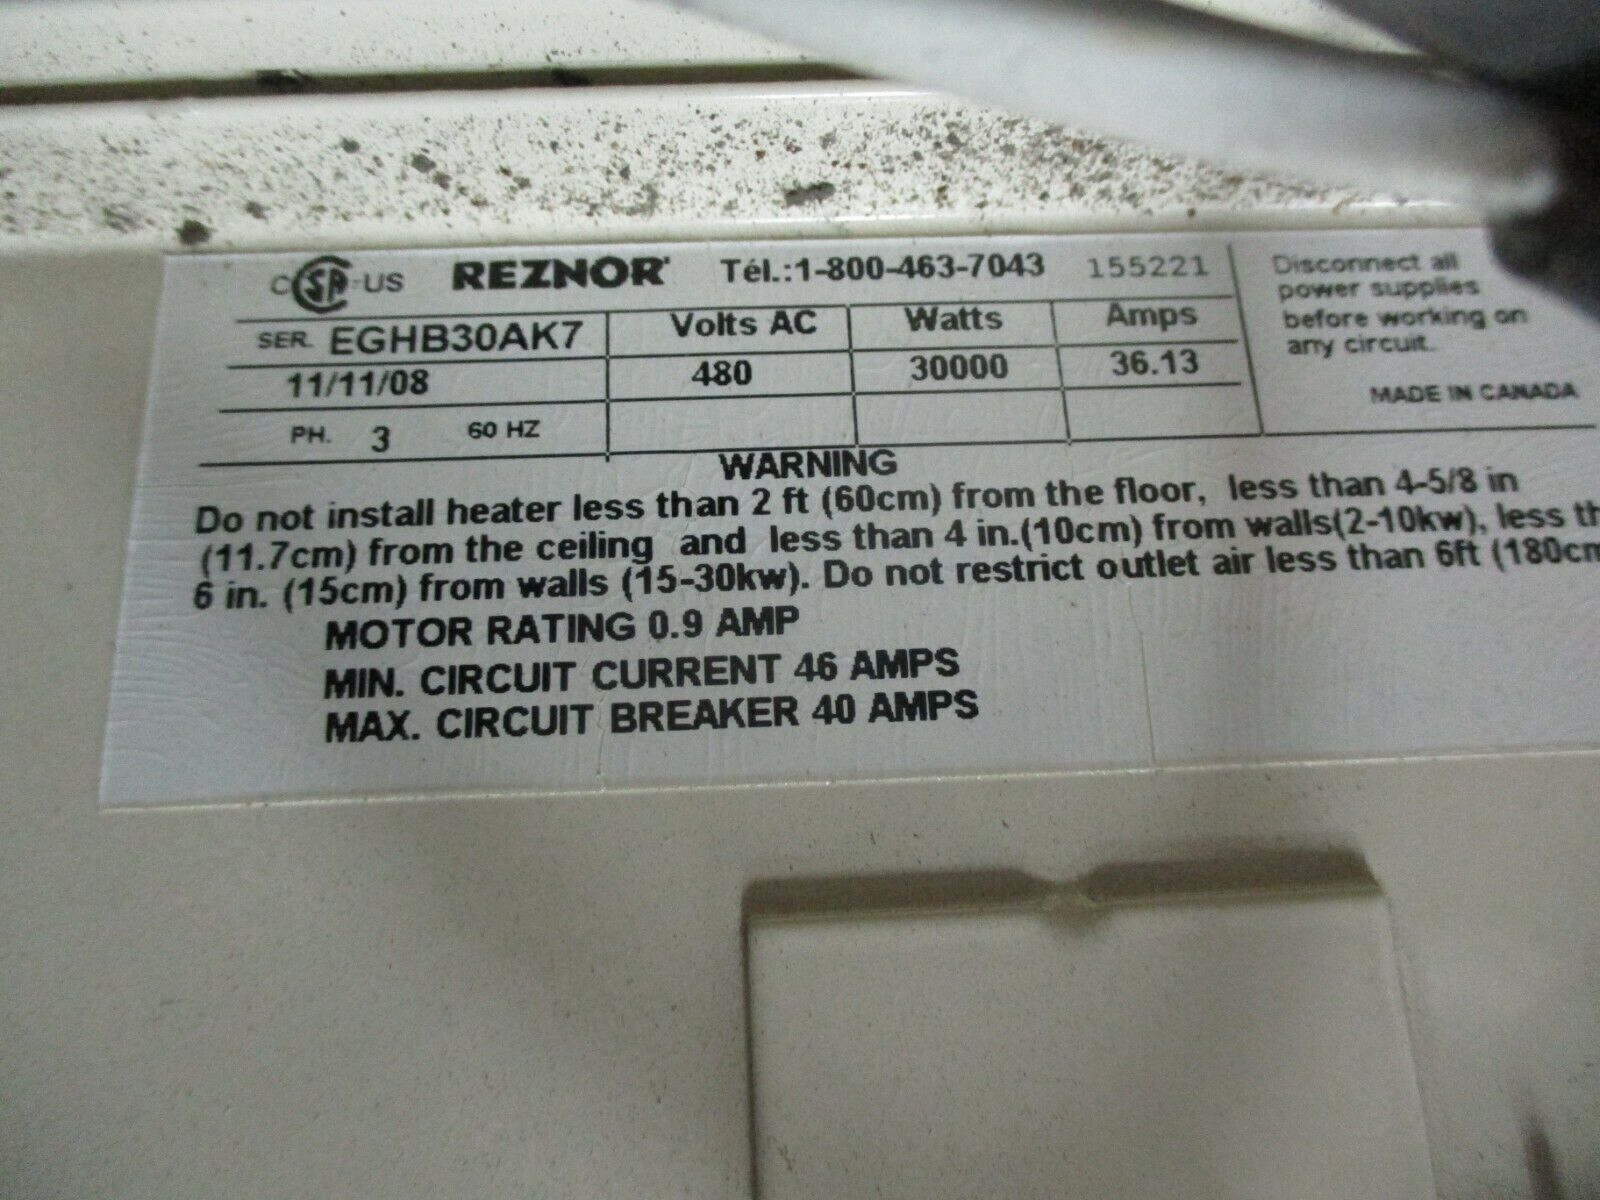 C SA US REZNOR Tél.:1-800-463-7043 155221
SER. EGHB30AK7 Volts AC Watts Amps
11/11/08 480 30000 36.13
PH. 3 60 HZ
Disconnect all
power supplies
before working on
any circuit.
MADE IN CANADA
WARNING
Do not install heater less than 2 ft (60cm) from the floor, less than 4-5/8 in
(11.7cm) from the ceiling and less than 4 in.(10cm) from walls(2-10kw), less
6 in. (15cm) from walls (15-30kw). Do not restrict outlet air less than 6ft (180cm
MOTOR RATING 0.9 AMP
MIN. CIRCUIT CURRENT 46 AMPS
MAX. CIRCUIT BREAKER 40 AMPS